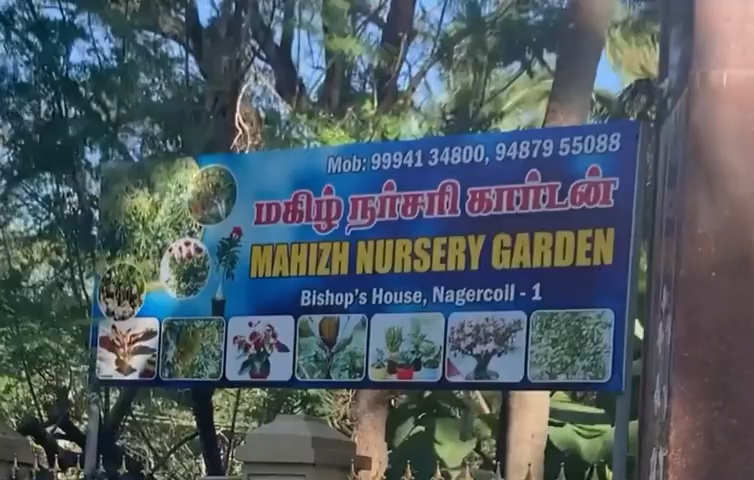 Mob: 99941 34800, 94879 55088
மகிழ் நர்சரி கார்டன்
MAHIZH NURSERY GARDEN
Bishop's House, Nagercoil - 1